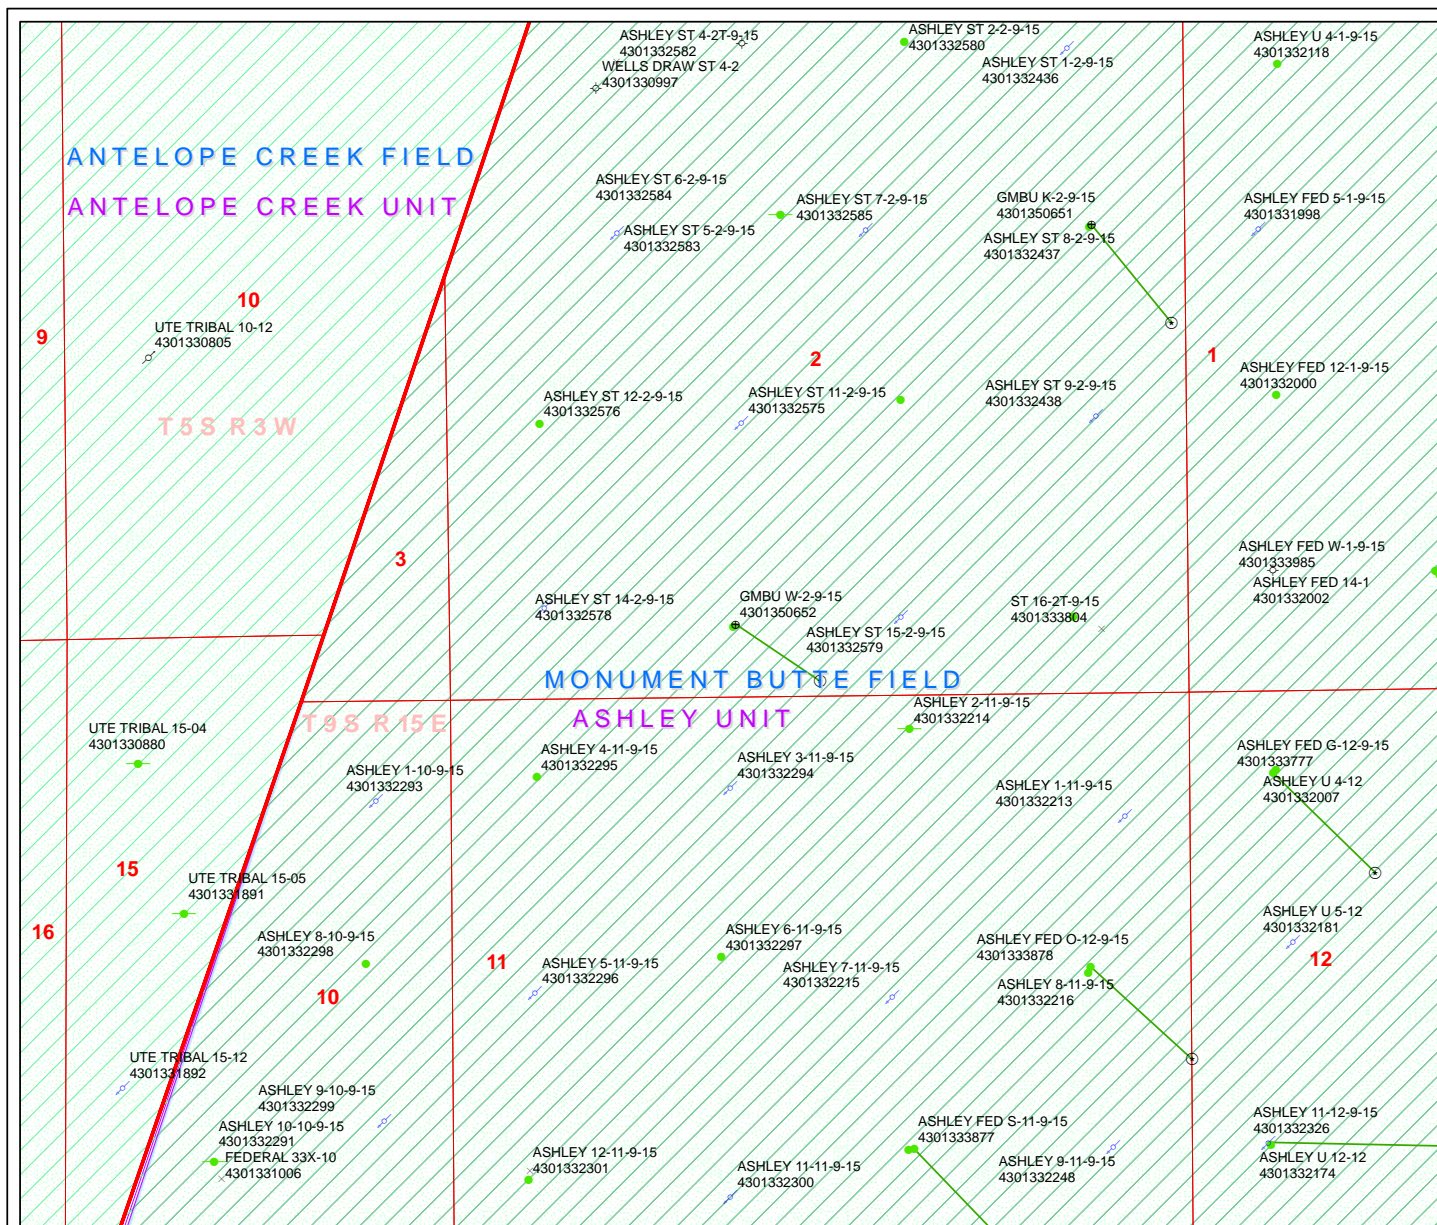 ASHLEY ST 4-2T-9-15
4301332582
WELLS DRAW ST 4-2
4301330997
ASHLEY ST 2-2-9-15
4301332580
ASHLEY ST 1-2-9-15
4301332436
ASHLEY U 4-1-9-15
4301332118
ANTELOPE CREEK FIELD
ANTELOPE CREEK UNIT
ASHLEY ST 6-2-9-15
4301332584
ASHLEY ST 5-2-9-15
4301332583
ASHLEY ST 7-2-9-15
4301332585
GMBU K-2-9-15
4301350651
ASHLEY ST 8-2-9-15
4301332437
ASHLEY FED 5-1-9-15
4301331998
10
9
UTE TRIBAL 10-12
4301330805
2
1
T5S R3W
ASHLEY ST 12-2-9-15
4301332576
ASHLEY ST 11-2-9-15
4301332575
ASHLEY ST 9-2-9-15
4301332438
ASHLEY FED 12-1-9-15
4301332000
3
ASHLEY FED W-1-9-15
4301333985
ASHLEY FED 14-1
4301332002
ASHLEY ST 14-2-9-15
4301332578
GMBU W-2-9-15
4301350652
ASHLEY ST 15-2-9-15
4301332579
ST 16-2T-9-15
4301333804
MONUMENT BUTTE FIELD
ASHLEY UNIT
T9S R15E
UTE TRIBAL 15-04
4301330880
ASHLEY 1-10-9-15
4301332293
ASHLEY 4-11-9-15
4301332295
ASHLEY 3-11-9-15
4301332294
ASHLEY 2-11-9-15
4301332214
ASHLEY 1-11-9-15
4301332213
ASHLEY FED G-12-9-15
4301333777
ASHLEY U 4-12
4301332007
15
UTE TRIBAL 15-05
4301331891
16
ASHLEY 8-10-9-15
4301332298
10
11
ASHLEY 5-11-9-15
4301332296
ASHLEY 6-11-9-15
4301332297
ASHLEY 7-11-9-15
4301332215
ASHLEY FED O-12-9-15
4301333878
ASHLEY 8-11-9-15
4301332216
ASHLEY U 5-12
4301332181
12
UTE TRIBAL 15-12
4301331892
ASHLEY 9-10-9-15
4301332299
ASHLEY 10-10-9-15
4301332291
FEDERAL 33X-10
4301331006
ASHLEY 12-11-9-15
4301332301
ASHLEY 11-11-9-15
4301332300
ASHLEY FED S-11-9-15
4301333877
ASHLEY 9-11-9-15
4301332248
ASHLEY 11-12-9-15
4301332326
ASHLEY U 12-12
4301332174